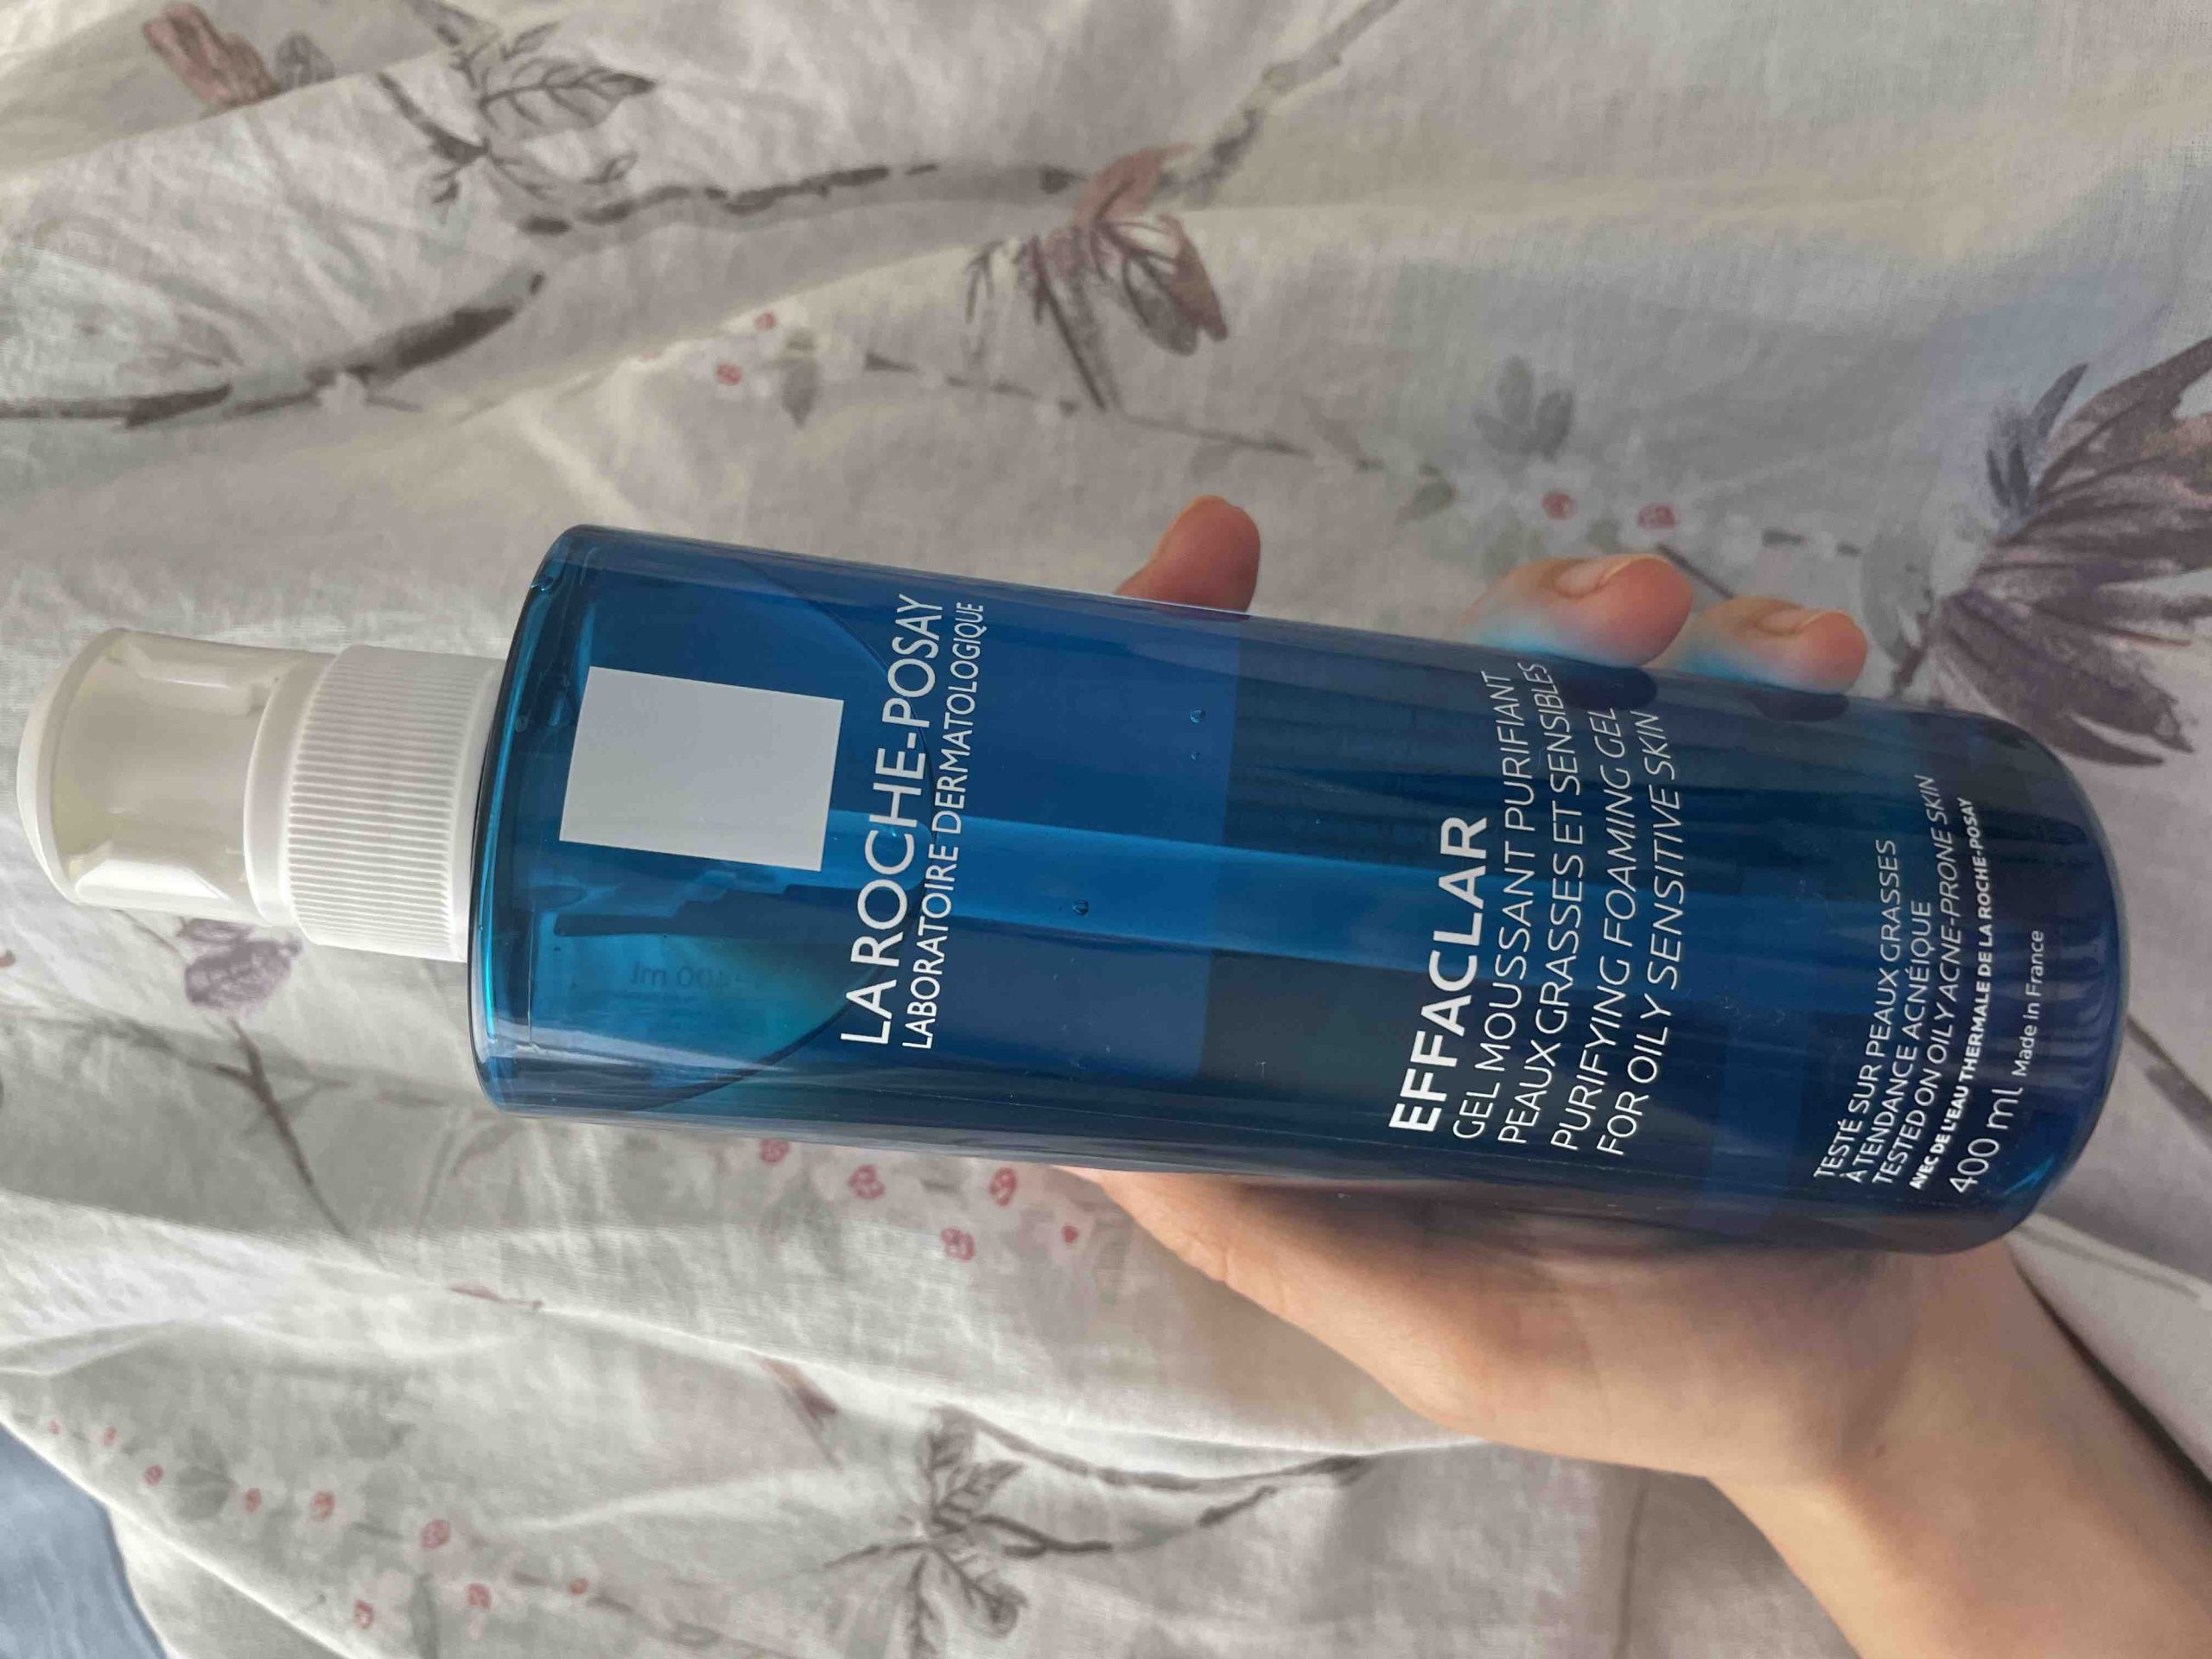 LA ROCHE-POSAY
LABORATOIRE DERMATOLOGIQUE
EFFACLAR
GEL MOUSSANT PURIFIANT
PEAUX GRASSES ET SENSIBLES
PURIFYING FOAMING GEL
FOR OILY SENSITIVE SKIN
TESTÉ SUR PEAUX GRASSES
À TENDANCE ACNÉIQUE
TESTED ON OILY ACNE-PRONE SKIN
AVEC DE L'EAU THERMALE DE LA ROCHE-POSAY
400 ml Made in France